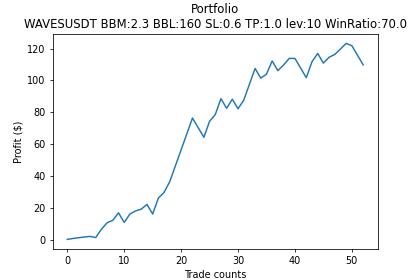 Portfolio
WAVESUSDT BBM:2.3 BBL:160 SL:0.6 TP:1.0 lev:10 WinRatio:70.0
120
100
80
60
40
20
0
Profit ($)
0 10 20 30 40 50
Trade counts